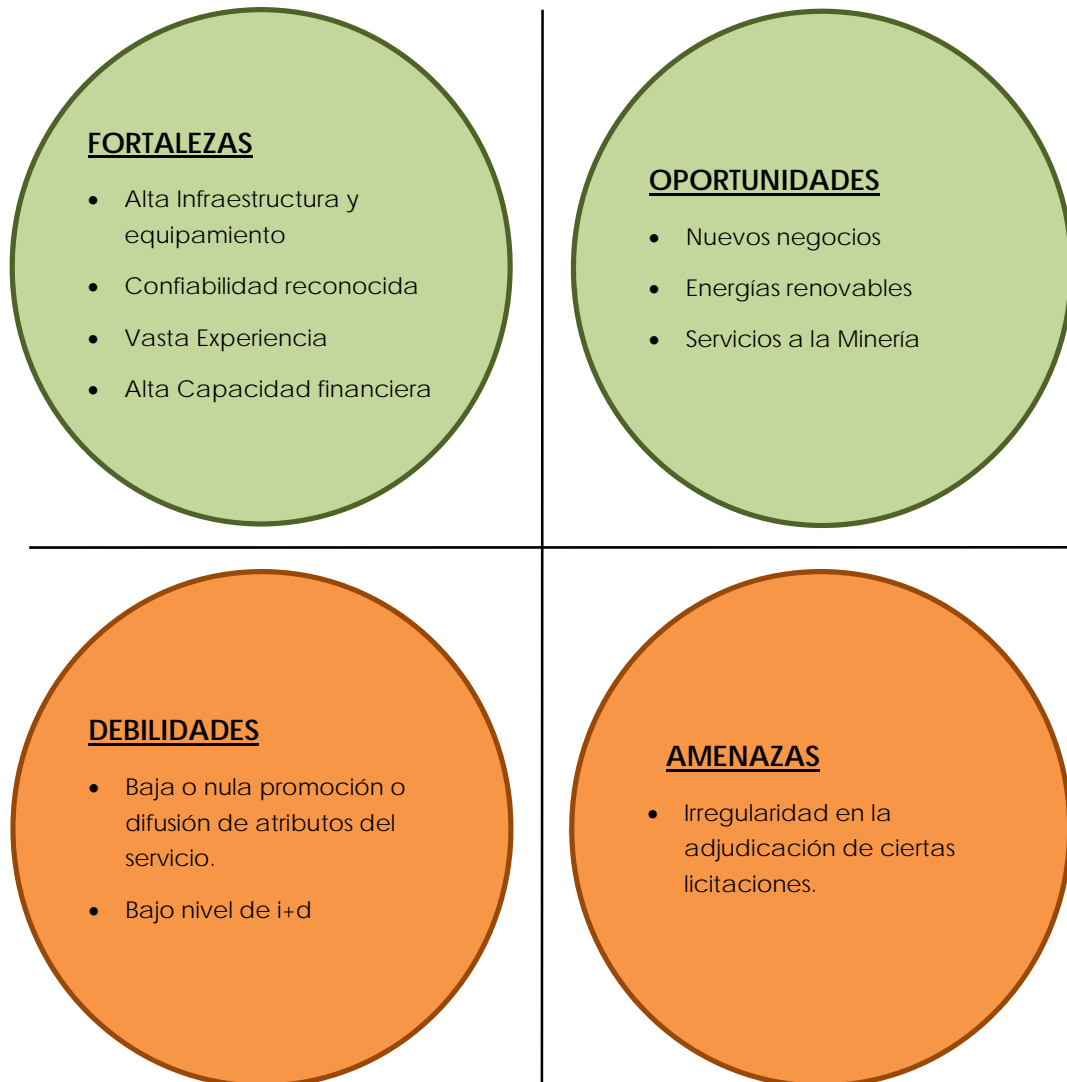 FORTALEZAS
• Alta Infraestructura y
equipamiento
• Confiabilidad reconocida
• Vasta Experiencia
• Alta Capacidad financiera
OPORTUNIDADES
• Nuevos negocios
• Energías renovables
• Servicios a la Minería
DEBILIDADES
• Baja o nula promoción o
difusión de atributos del
servicio.
• Bajo nivel de i+d
AMENAZAS
• Irregularidad en la
adjudicación de ciertas
licitaciones.